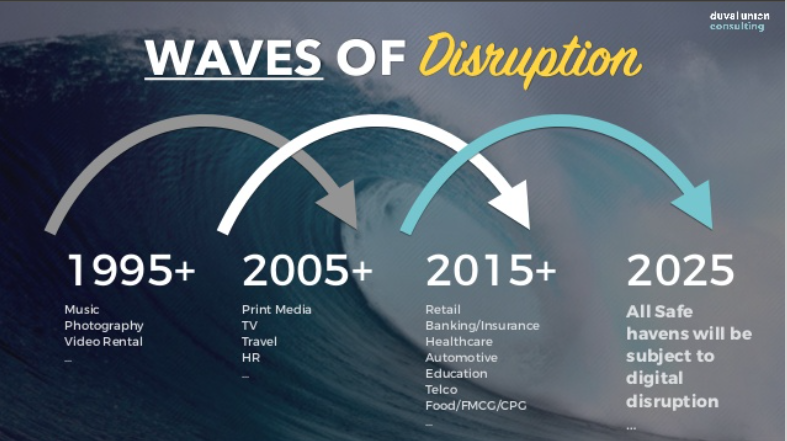 duval union
consulting
WAVES OF Disruption
1995+
Music
Photography
Video Rental
...
2005+
Print Media
TV
Travel
HR
...
2015+
Retail
Banking/Insurance
Healthcare
Automotive
Education
Telco
Food/FMCG/CPG
...
2025
All Safe
havens will be
subject to
digital
disruption
...